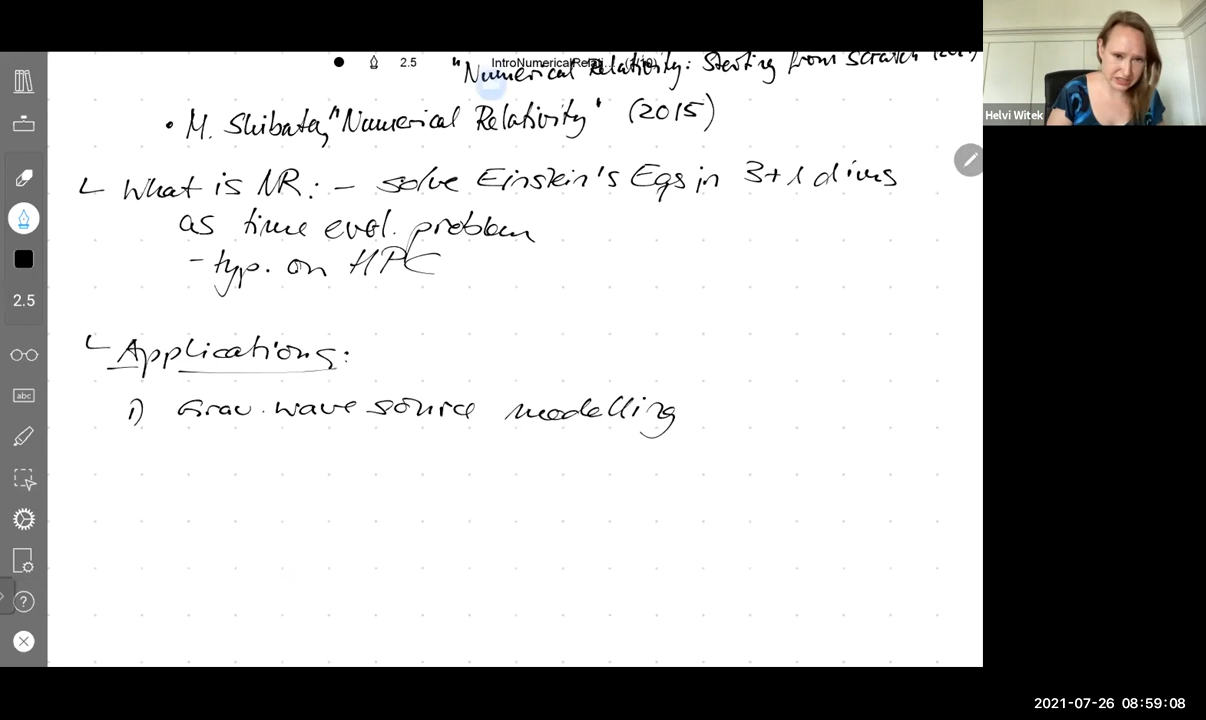 2.5 IntroNumericalRelati
"Numerical Relativity: Starting from Scratch
• M. Shibata, "Numerical Relativity" (2015)
Helvi Witek
What is NR: - solve Einstein's Eqs in 3+1 dims
as time evol. problem
- typ. on HPC
2.5
Applications:
abc
i) Grav. wave source modelling
?
2021-07-26 08:59:08